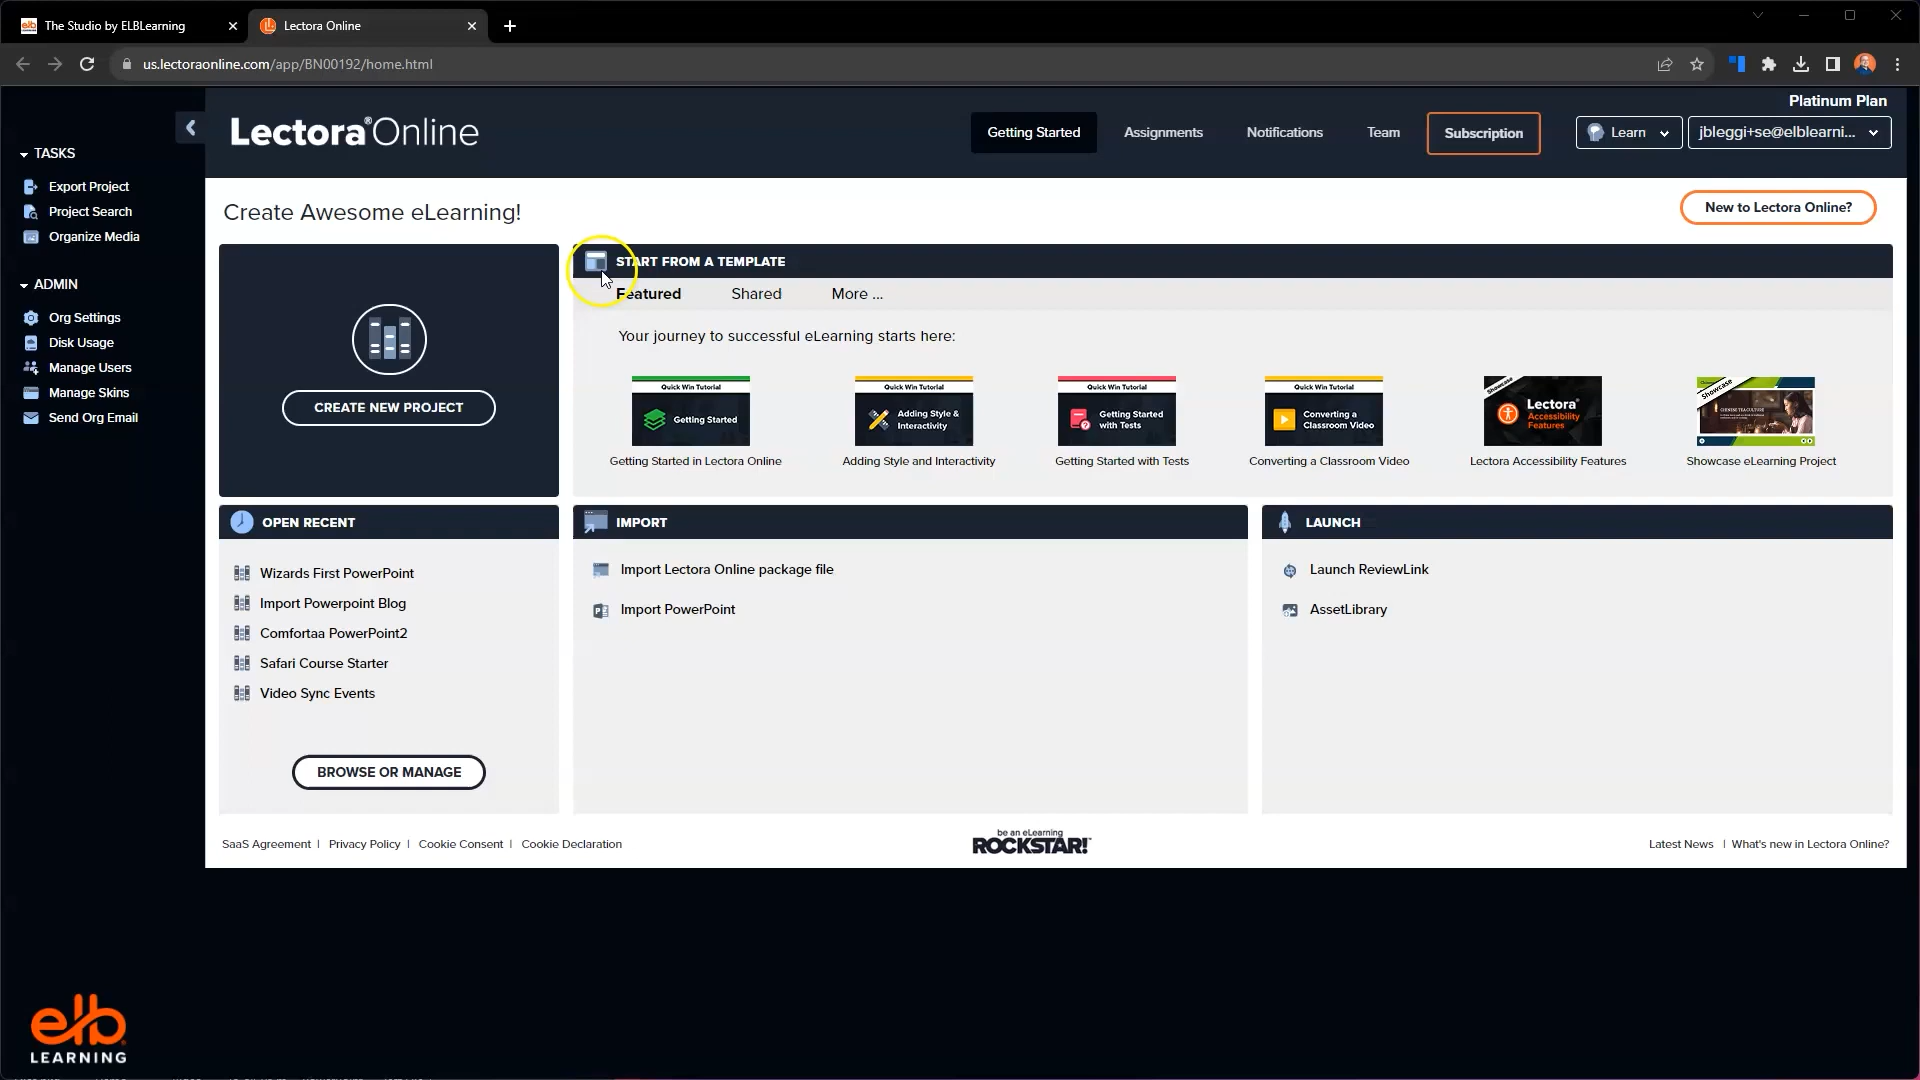 The Studio by ELBLearning
Lectora Online
us.lectoraonline.com/app/BN00192/home.html
Platinum Plan
Lectora® Online
Getting Started
Assignments
Notifications
Team
Subscription
Learn
jbleggi+se@elblearni...
TASKS
Export Project
Project Search
Organize Media
ADMIN
Org Settings
Disk Usage
Manage Users
Manage Skins
Send Org Email
Create Awesome eLearning!
New to Lectora Online?
CREATE NEW PROJECT
START FROM A TEMPLATE
Featured
Shared
More ...
Your journey to successful eLearning starts here:
Quick Win Tutorial
Getting Started
Getting Started in Lectora Online
Quick Win Tutorial
Adding Style &
Interactivity
Adding Style and Interactivity
Quick Win Tutorial
Getting Started
with Tests
Getting Started with Tests
Quick Win Tutorial
Converting a
Classroom Video
Converting a Classroom Video
Showcase
Lectora®
Accessibility
Features
Lectora Accessibility Features
Showcase
CHINESE TEA CULTURE
Showcase eLearning Project
OPEN RECENT
Wizards First PowerPoint
Import Powerpoint Blog
Comfortaa PowerPoint2
Safari Course Starter
Video Sync Events
BROWSE OR MANAGE
IMPORT
Import Lectora Online package file
Import PowerPoint
LAUNCH
Launch ReviewLink
AssetLibrary
SaaS Agreement | Privacy Policy | Cookie Consent | Cookie Declaration
be an eLearning
ROCKSTAR!
Latest News | What's new in Lectora Online?
elb
LEARNING